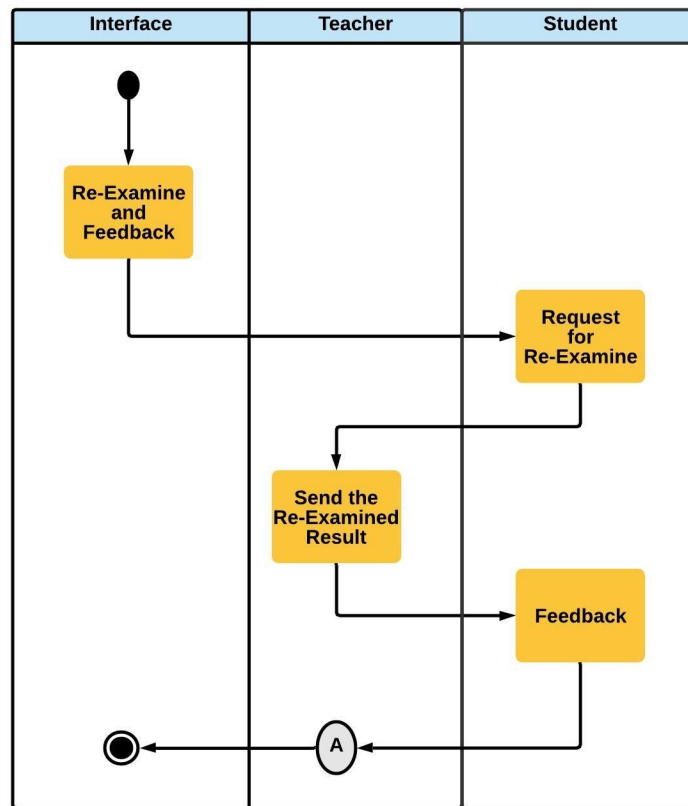 Interface
Teacher
Student
Re-Examine
and
Feedback
Request
for
Re-Examine
Send the
Re-Examined
Result
Feedback
A